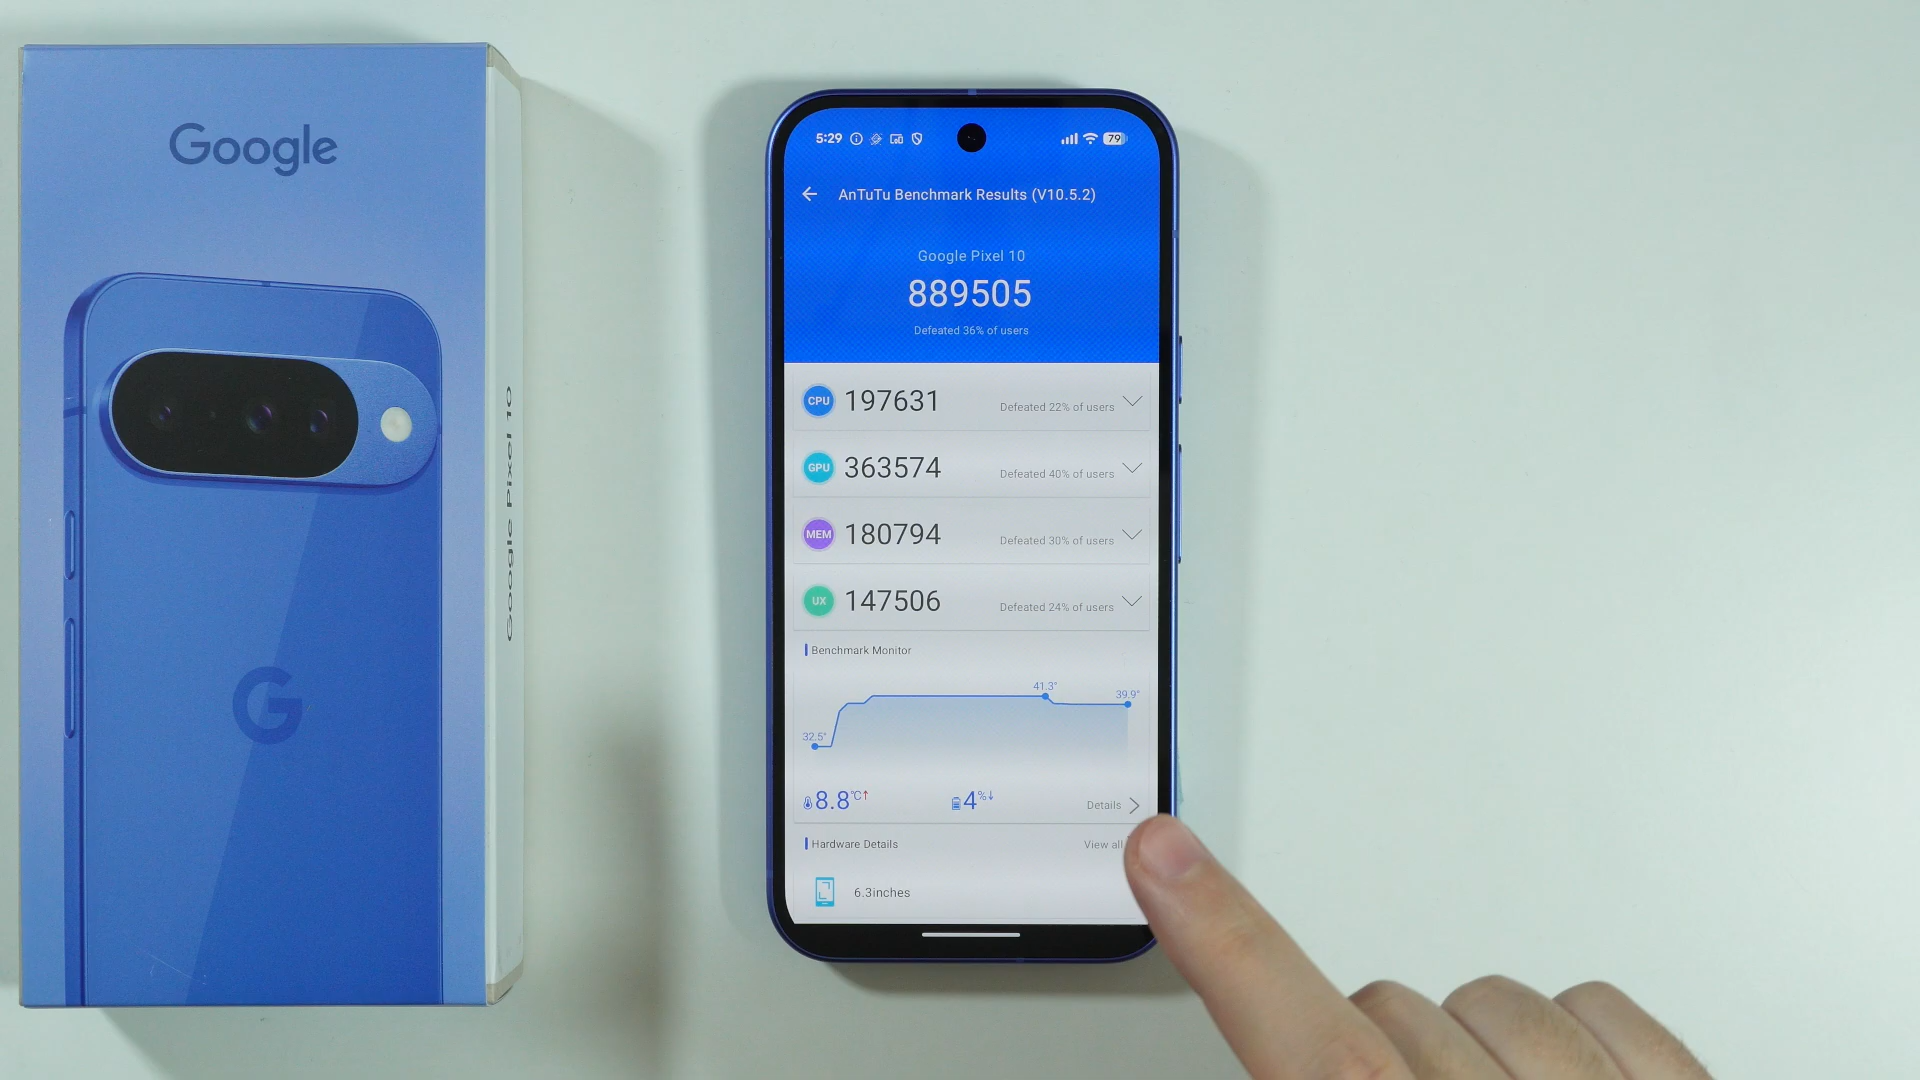 Google
Google Pixel 10
G
5:29
79
AnTuTu Benchmark Results (V10.5.2)
Google Pixel 10
889505
Defeated 36% of users
CPU 197631 Defeated 22% of users
GPU 363574 Defeated 40% of users
MEM 180794 Defeated 30% of users
UX 147506 Defeated 24% of users
Benchmark Monitor
32.5°
41.3°
39.9°
8.8°C↑ 4%↓ Details
Hardware Details View all
6.3inches